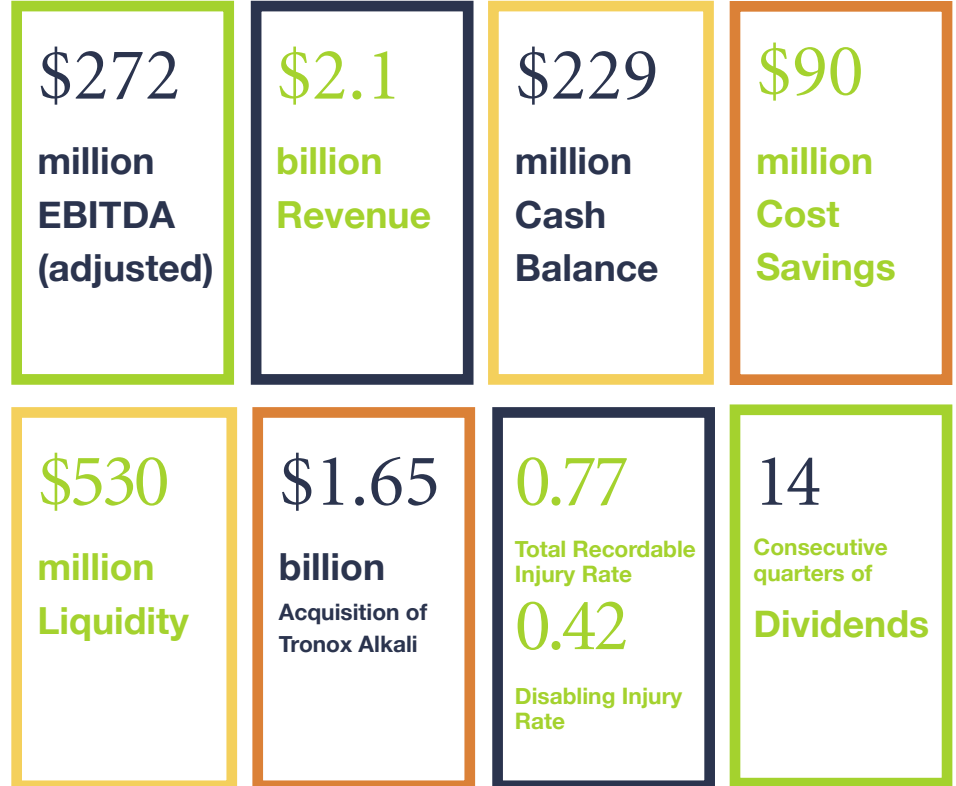 $272
million
EBITDA
(adjusted)
$2.1
billion
Revenue
$229
million
Cash
Balance
$90
million
Cost
Savings
$530
million
Liquidity
$1.65
billion
Acquisition of
Tronox Alkali
0.77
Total Recordable
Injury Rate
0.42
Disabling Injury
Rate
14
Consecutive
quarters of
Dividends